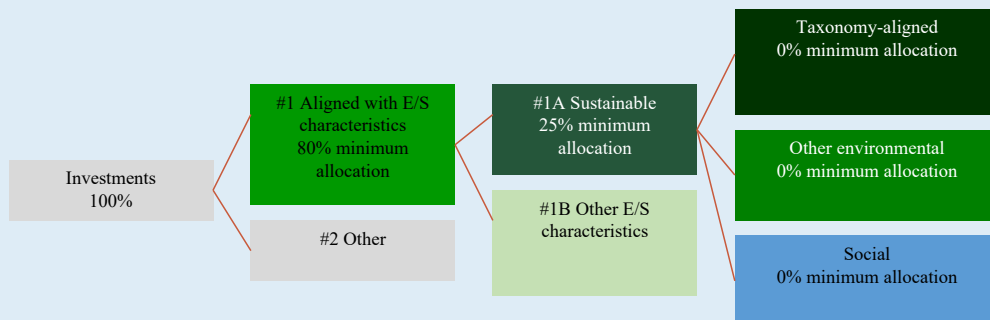 Investments
100%
#1 Aligned with E/S
characteristics
80% minimum
allocation
#2 Other
#1A Sustainable
25% minimum
allocation
#1B Other E/S
characteristics
Taxonomy-aligned
0% minimum allocation
Other environmental
0% minimum allocation
Social
0% minimum allocation